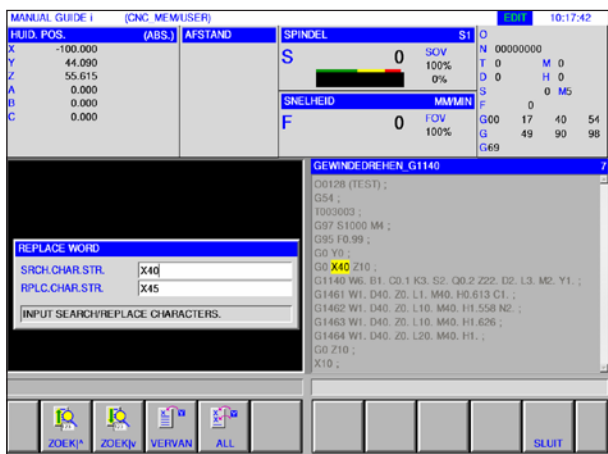 MANUAL GUIDE i (CNC_MEM/USER) EDIT 10:17:42
HUID. POS. (ABS.) AFSTAND SPINDEL S1 O
X -100.000 S 0 SOV 100% 0% N 00000000
Y 44.090 T 0 M 0
Z 55.615 D 0 H 0
A 0.000 S 0 M5
B 0.000 SNELHEID MM/MIN F 0
C 0.000 F 0 FOV 100% G00 17 40 54
G 49 90 98
G69
GEWINDEDREHEN_G1140 7
O0128 (TEST) ;
G54 ;
T003003 ;
G97 S1000 M4 ;
G95 F0.99 ;
G0 Y0 ;
G0 X40 Z10 ;
G1140 W6. B1. C0.1 K3. S2. Q0.2 Z22. D2. L3. M2. Y1. ;
G1461 W1. D40. Z0. L1. M40. H0.613 C1. ;
G1462 W1. D40. Z0. L10. M40. H1.558 N2. ;
G1463 W1. D40. Z0. L10. M40. H1.626 ;
G1464 W1. D40. Z0. L20. M40. H1. ;
G0 Z10 ;
X10 ;
REPLACE WORD
SRCH.CHAR.STR. X40
RPLC.CHAR.STR. X45
INPUT SEARCH/REPLACE CHARACTERS.
ZOEK|^ ZOEK|v VERVAN ALL SLUIT